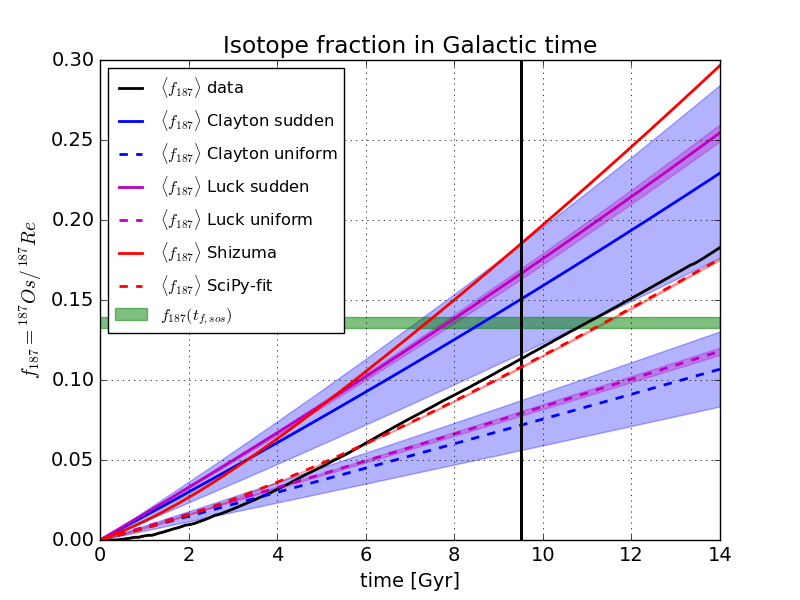 Isotope fraction in Galactic time
0.30
0.25
0.20
0.15
0.10
0.05
0.00
f₁₈₇ = ¹⁸⁷Os/¹⁸⁷Re
⟨f₁₈₇⟩ data
⟨f₁₈₇⟩ Clayton sudden
⟨f₁₈₇⟩ Clayton uniform
⟨f₁₈₇⟩ Luck sudden
⟨f₁₈₇⟩ Luck uniform
⟨f₁₈₇⟩ Shizuma
⟨f₁₈₇⟩ SciPy-fit
f₁₈₇(t_{f,sos})
0 2 4 6 8 10 12 14
time [Gyr]